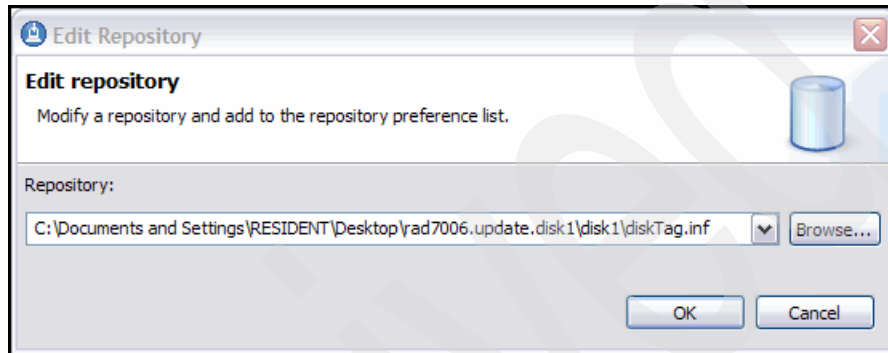 Edit Repository
Edit repository
Modify a repository and add to the repository preference list.
Repository:
C:\Documents and Settings\RESIDENT\Desktop\rad7006.update.disk1\disk1\diskTag.inf
Browse...
OK
Cancel